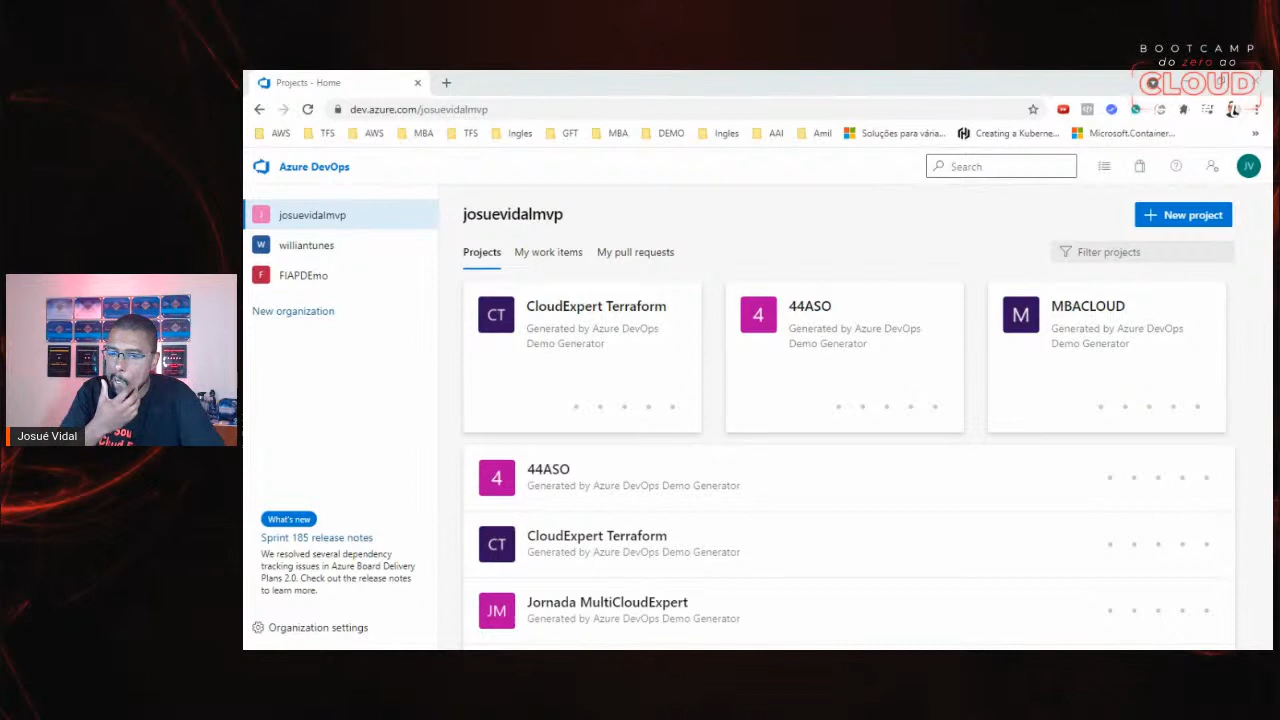 BOOTCAMP
do zero ao
CLOUD
Projects - Home
dev.azure.com/josuevidalmvp
AWS
TFS
AWS
MBA
TFS
Ingles
GFT
MBA
DEMO
Ingles
AAI
Amil
Soluções para vária...
Creating a Kuberne...
Microsoft.Container...
Azure DevOps
Search
JV
J
josuevidalmvp
W
williantunes
F
FIAPDEmo
New organization
josuevidalmvp
New project
Projects
My work items
My pull requests
Filter projects
CT
CloudExpert Terraform
Generated by Azure DevOps
Demo Generator
4
44ASO
Generated by Azure DevOps
Demo Generator
M
MBACLOUD
Generated by Azure DevOps
Demo Generator
4
44ASO
Generated by Azure DevOps Demo Generator
CT
CloudExpert Terraform
Generated by Azure DevOps Demo Generator
JM
Jornada MultiCloudExpert
Generated by Azure DevOps Demo Generator
What's new
Sprint 185 release notes
We resolved several dependency
tracking issues in Azure Board Delivery
Plans 2.0. Check out the release notes
to learn more.
Organization settings
Josué Vidal